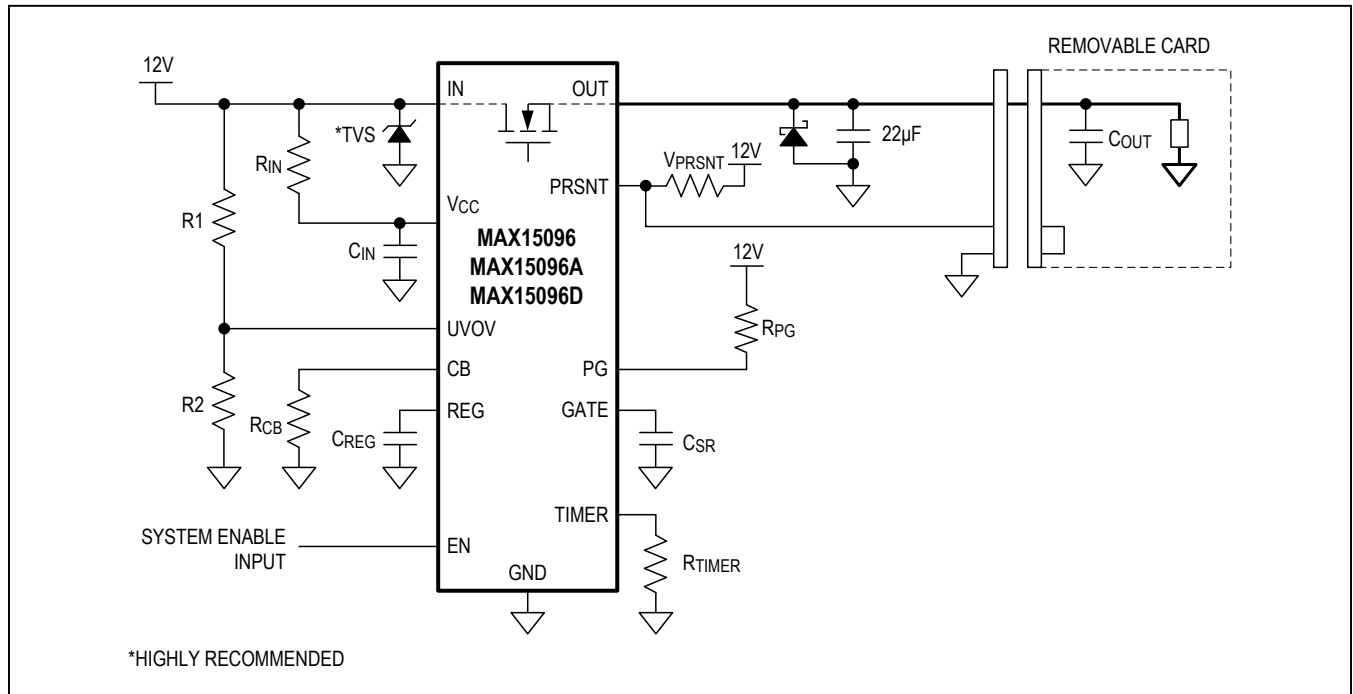 REMOVABLE CARD
12V
IN
OUT
*TVS
22µF
COUT
RIN
VPRSNT
12V
PRSNT
VCC
R1
MAX15096
MAX15096A
MAX15096D
CIN
12V
UVOV
RPG
CB
PG
R2
REG
GATE
RCB
CREG
CSR
TIMER
SYSTEM ENABLE
INPUT
EN
RTIMER
GND
*HIGHLY RECOMMENDED